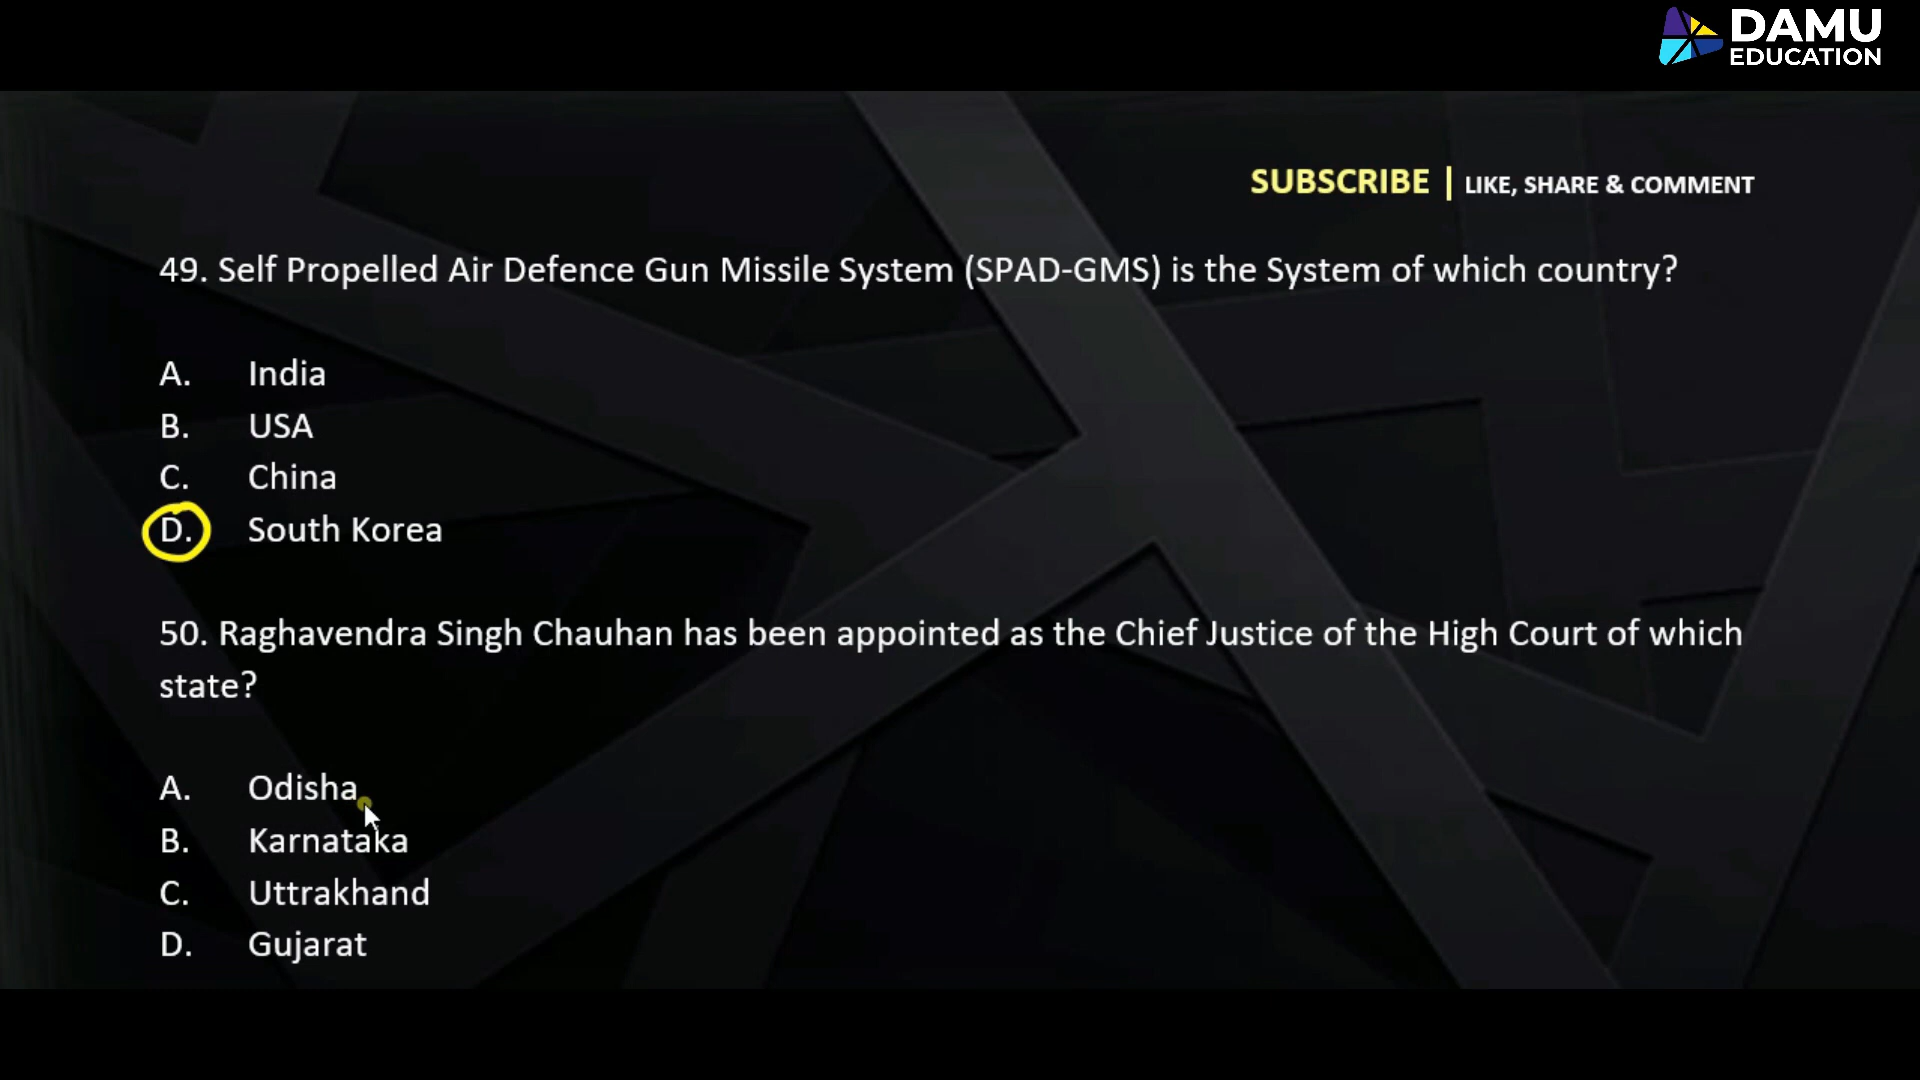 DAMU
EDUCATION
SUBSCRIBE | LIKE, SHARE & COMMENT
49. Self Propelled Air Defence Gun Missile System (SPAD-GMS) is the System of which country?
A. India
B. USA
C. China
D. South Korea
50. Raghavendra Singh Chauhan has been appointed as the Chief Justice of the High Court of which
state?
A. Odisha
B. Karnataka
C. Uttrakhand
D. Gujarat